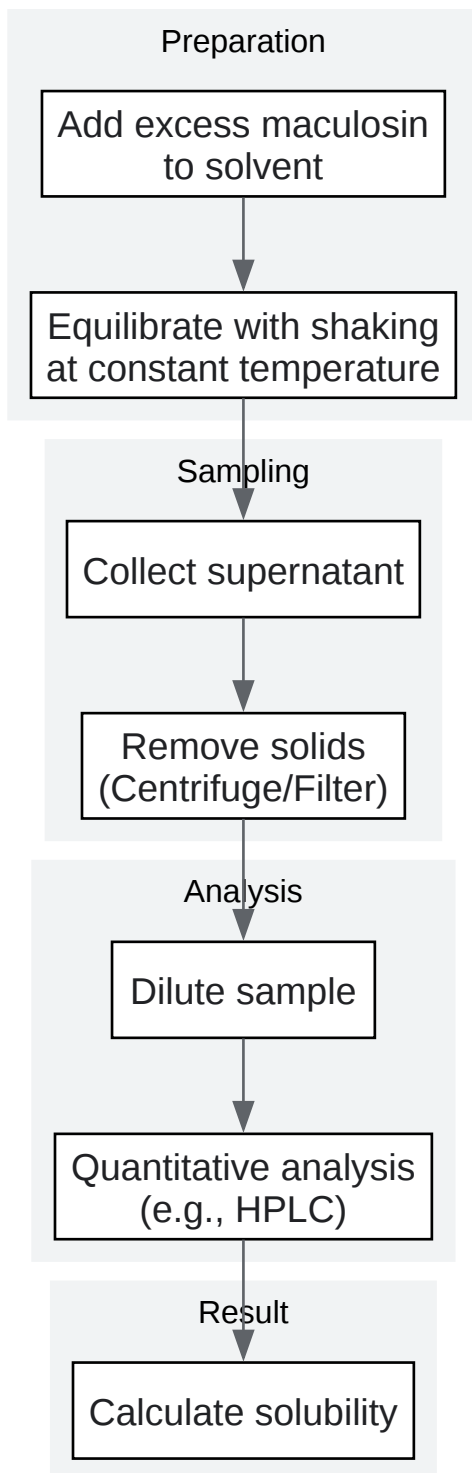 Preparation
Add excess maculosin
to solvent
Equilibrate with shaking
at constant temperature
Sampling
Collect supernatant
Remove solids
(Centrifuge/Filter)
Analysis
Dilute sample
Quantitative analysis
(e.g., HPLC)
Result
Calculate solubility